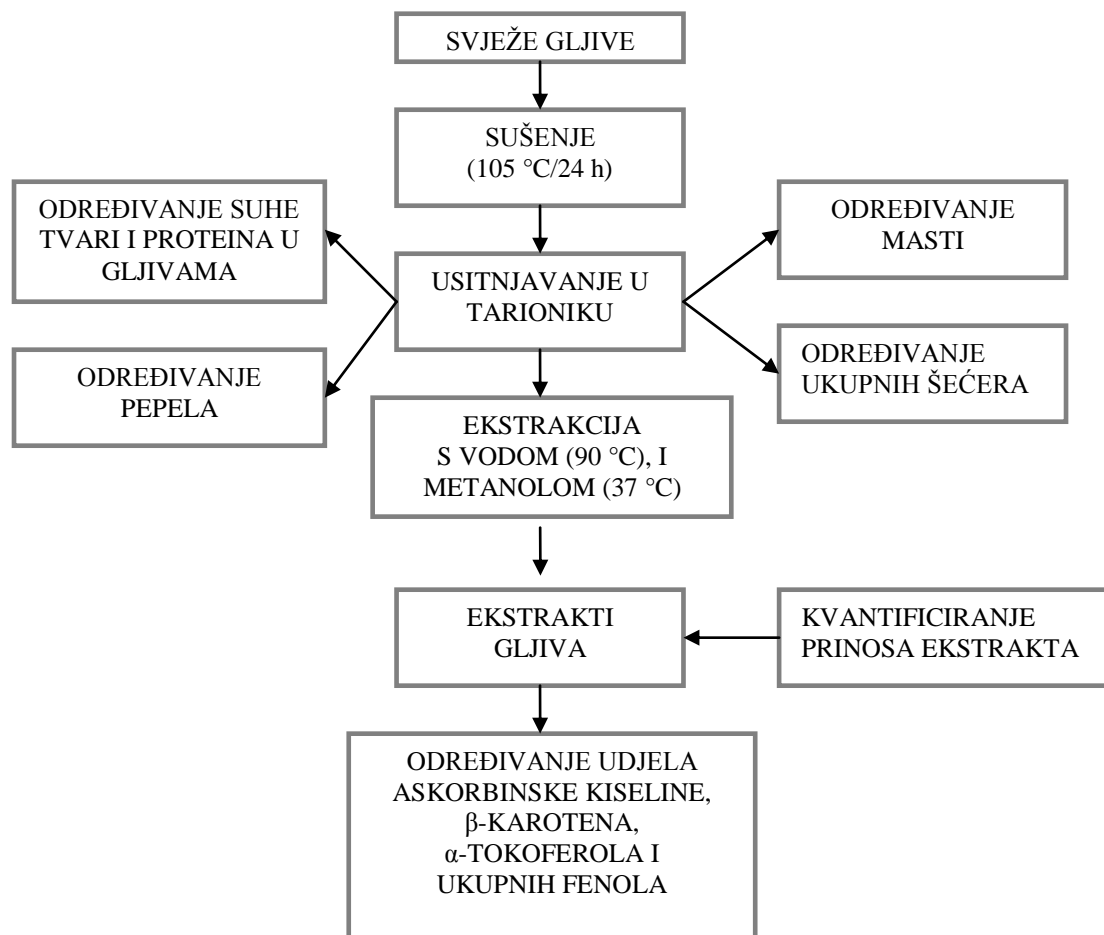 SVJEŽE GLJIVE
SUŠENJE
(105 °C/24 h)
ODREĐIVANJE SUHE
TVARI I PROTEINA U
GLJIVAMA
ODREĐIVANJE
MASTI
USITNJAVANJE U
TARIONIKU
ODREĐIVANJE
PEPELA
ODREĐIVANJE
UKUPNIH ŠEĆERA
EKSTRAKCIJA
S VODOM (90 °C), I
METANOLOM (37 °C)
EKSTRAKTI
GLJIVA
KVANTIFICIRANJE
PRINOSA EKSTRAKTA
ODREĐIVANJE UDJELA
ASKORBINSKE KISELINE,
β-KAROTENA,
α-TOKOFEROLA I
UKUPNIH FENOLA